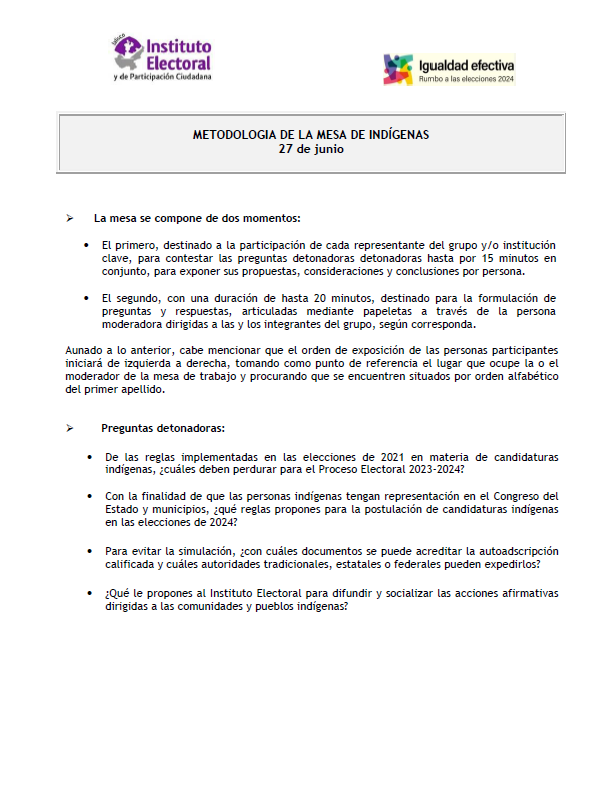 Jalisco
Instituto
Electoral
y de Participación Ciudadana
Igualdad efectiva
Rumbo a las elecciones 2024
METODOLOGIA DE LA MESA DE INDÍGENAS
27 de junio
➢ La mesa se compone de dos momentos:
• El primero, destinado a la participación de cada representante del grupo y/o institución
clave, para contestar las preguntas detonadoras detonadoras hasta por 15 minutos en
conjunto, para exponer sus propuestas, consideraciones y conclusiones por persona.
• El segundo, con una duración de hasta 20 minutos, destinado para la formulación de
preguntas y respuestas, articuladas mediante papeletas a través de la persona
moderadora dirigidas a las y los integrantes del grupo, según corresponda.
Aunado a lo anterior, cabe mencionar que el orden de exposición de las personas participantes
iniciará de izquierda a derecha, tomando como punto de referencia el lugar que ocupe la o el
moderador de la mesa de trabajo y procurando que se encuentren situados por orden alfabético
del primer apellido.
➢ Preguntas detonadoras:
• De las reglas implementadas en las elecciones de 2021 en materia de candidaturas
indígenas, ¿cuáles deben perdurar para el Proceso Electoral 2023-2024?
• Con la finalidad de que las personas indígenas tengan representación en el Congreso del
Estado y municipios, ¿qué reglas propones para la postulación de candidaturas indígenas
en las elecciones de 2024?
• Para evitar la simulación, ¿con cuáles documentos se puede acreditar la autoadscripción
calificada y cuáles autoridades tradicionales, estatales o federales pueden expedirlos?
• ¿Qué le propones al Instituto Electoral para difundir y socializar las acciones afirmativas
dirigidas a las comunidades y pueblos indígenas?